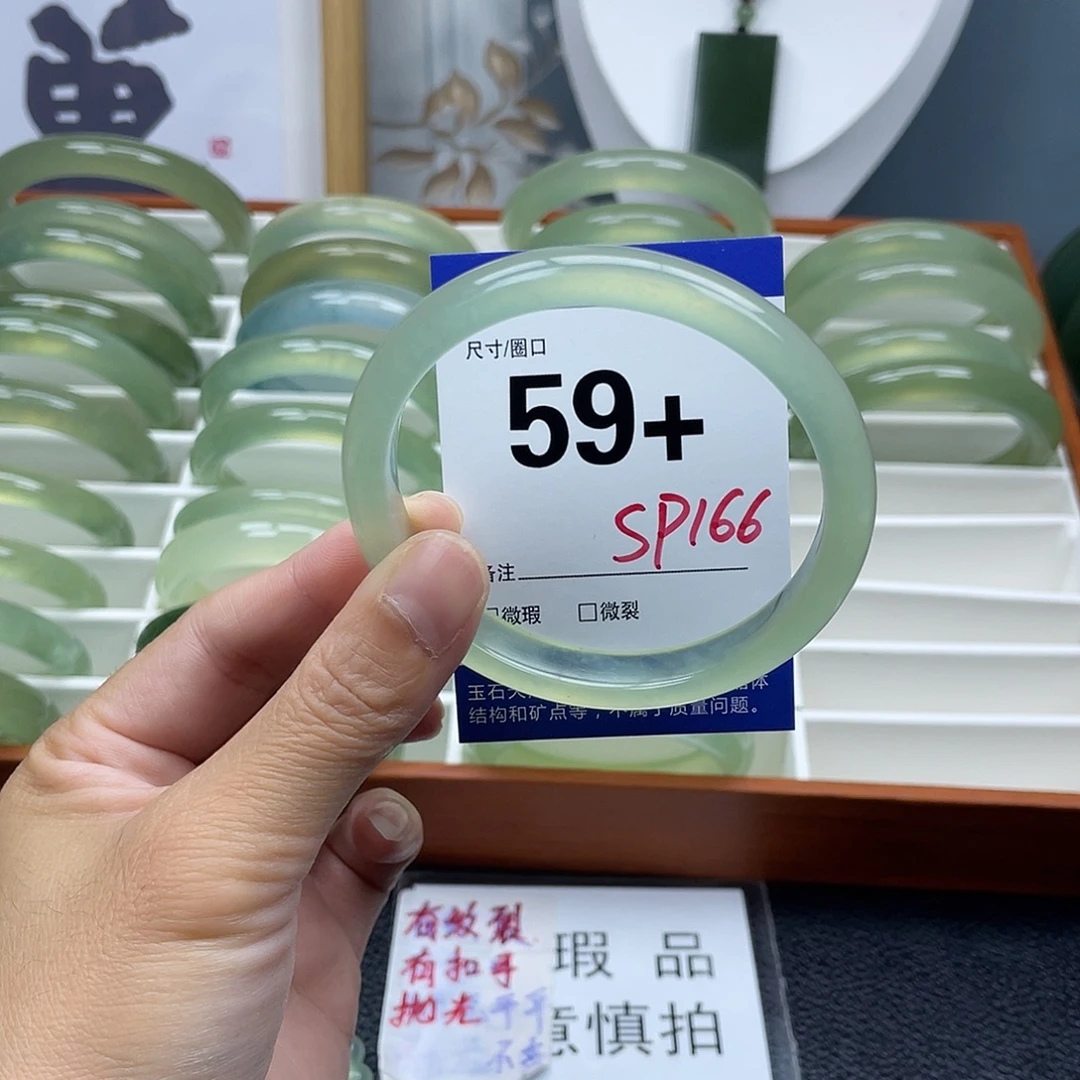 尺寸/圈口
59+
SP166
备注
微瑕 □微裂
结构和矿点等，不属于质量问题。
有纹裂
有扣手
抛光
瑕 品
慎拍